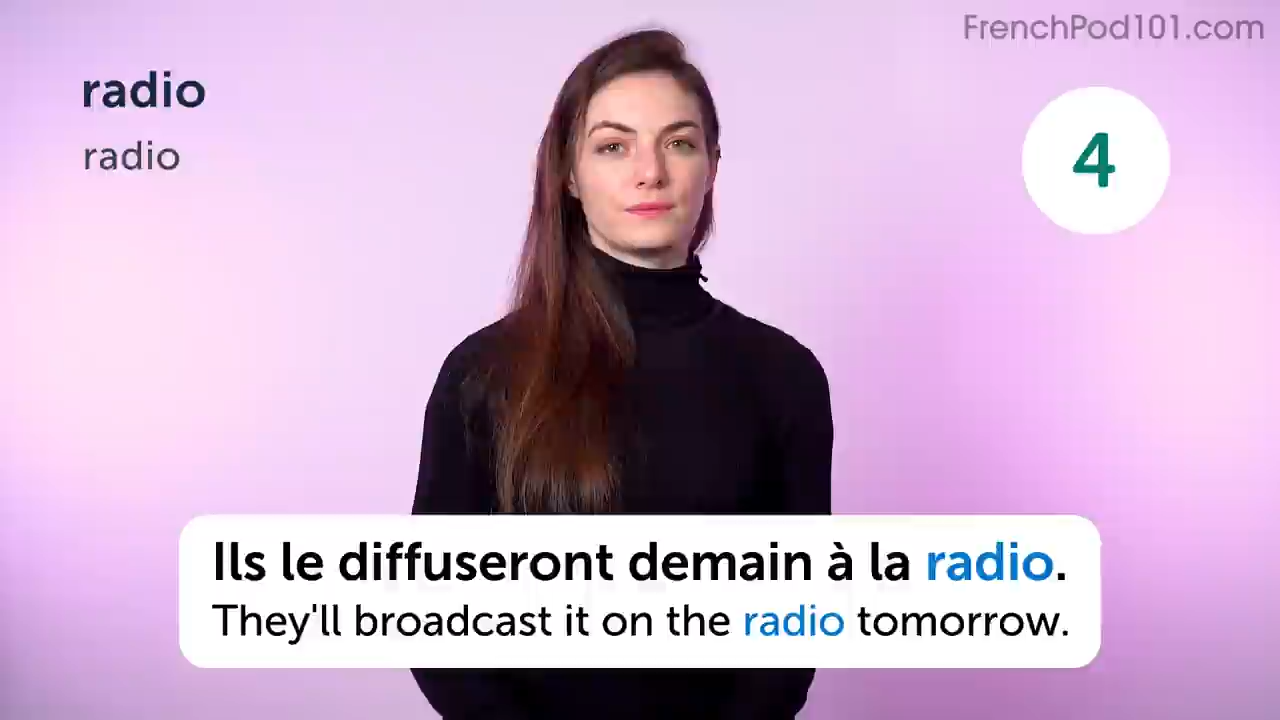 FrenchPod101.com
radio
radio
4
Ils le diffuseront demain à la radio.
They'll broadcast it on the radio tomorrow.